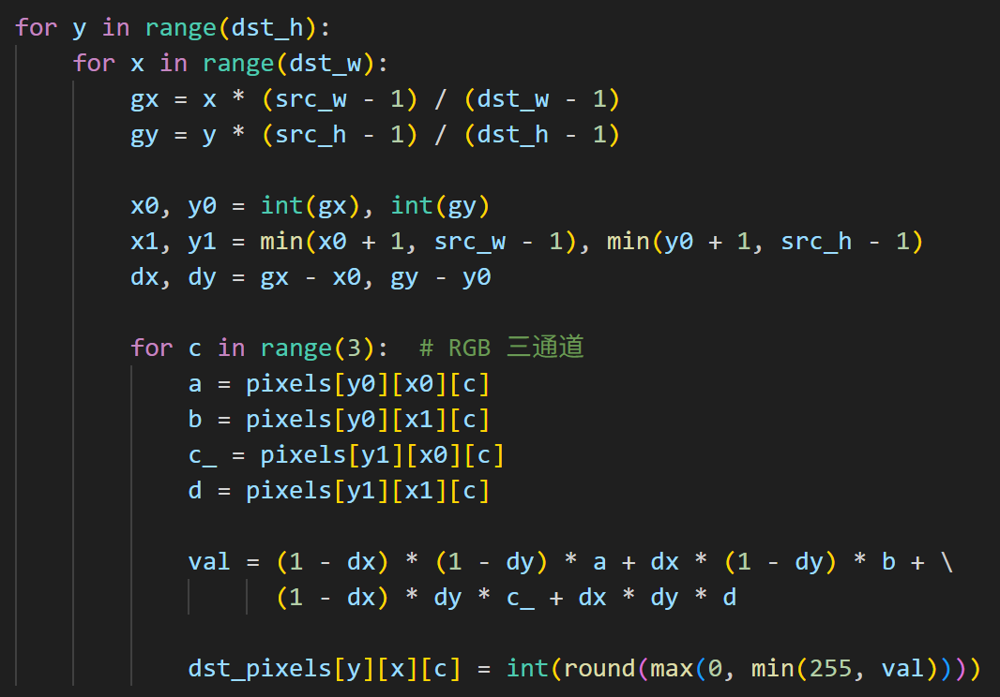 for y in range(dst_h):
    for x in range(dst_w):
        gx = x * (src_w - 1) / (dst_w - 1)
        gy = y * (src_h - 1) / (dst_h - 1)

        x0, y0 = int(gx), int(gy)
        x1, y1 = min(x0 + 1, src_w - 1), min(y0 + 1, src_h - 1)
        dx, dy = gx - x0, gy - y0

        for c in range(3):  # RGB 三通道
            a = pixels[y0][x0][c]
            b = pixels[y0][x1][c]
            c_ = pixels[y1][x0][c]
            d = pixels[y1][x1][c]

            val = (1 - dx) * (1 - dy) * a + dx * (1 - dy) * b + \
                  (1 - dx) * dy * c_ + dx * dy * d

            dst_pixels[y][x][c] = int(round(max(0, min(255, val))))